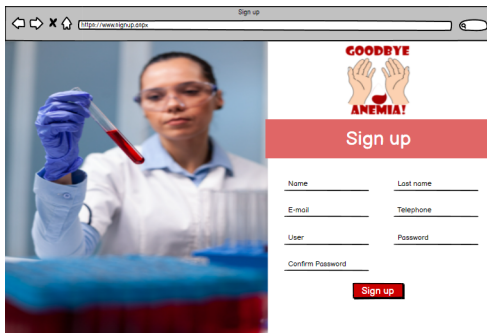 Sign up
https://www.signup.aspx
GOODBYE
ANEMIA!
Sign up
Name
Last name
E-mail
Telephone
User
Password
Confirm Password
Sign up